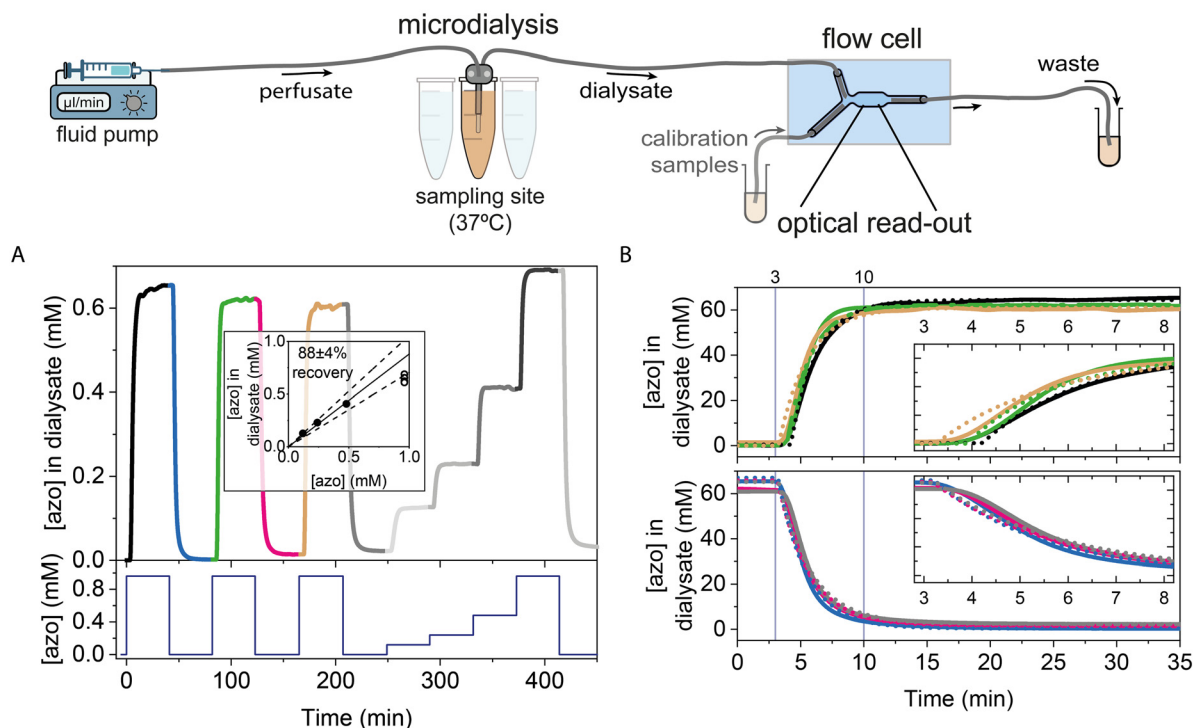 microdialysis
flow cell
waste
µl/min
perfusate
dialysate
fluid pump
calibration
samples
sampling site
(37ºC)
optical read-out
A
[azo] in dialysate (mM)
0.6
0.4
0.2
0.0
1.0
0.5
0.0
88±4%
recovery
[azo] in
dialysate (mM)
0.0 0.5 1.0
[azo] (mM)
[azo] (mM)
0.8
0.4
0.0
0 100 200 300 400
Time (min)
B
3 10
[azo] in
dialysate (mM)
60
40
20
0
3 4 5 6 7 8
[azo] in
dialysate (mM)
60
40
20
0
3 4 5 6 7 8
0 5 10 15 20 25 30 35
Time (min)